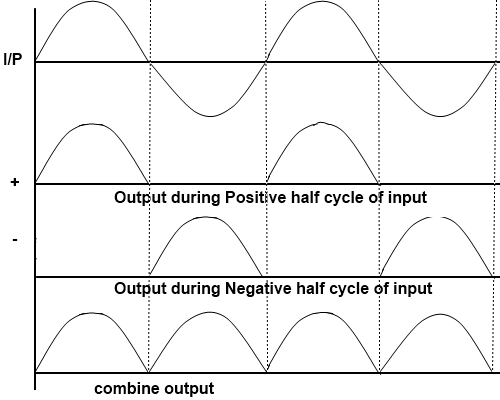 I/P
+
Output during Positive half cycle of input
-
Output during Negative half cycle of input
combine output